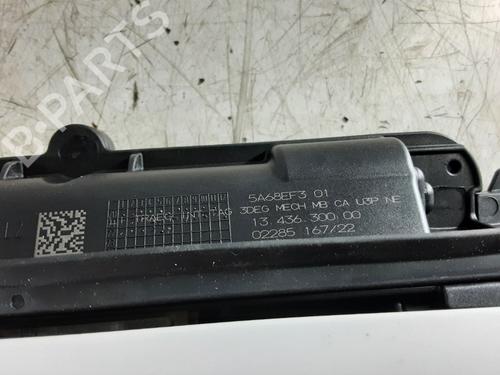 5A68EF3 01
3DEG MECH MB CA U3P NE
13.436.300.00
02285 167/22
B-PARTS